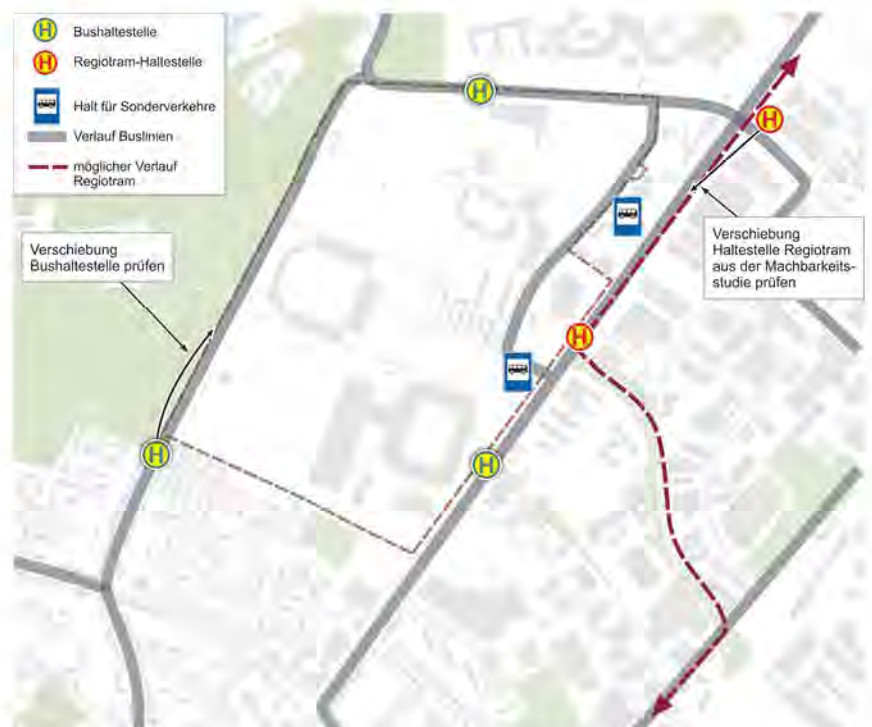 H
Bushaltestelle
H
Regiotram-Haltestelle
Halt für Sonderverkehre
Verlauf Buslinien
möglicher Verlauf
Regiotram
H
H
Verschiebung
Bushaltestelle prüfen
Verschiebung
Haltestelle Regiotram
aus der Machbarkeits-
studie prüfen
H
H
H